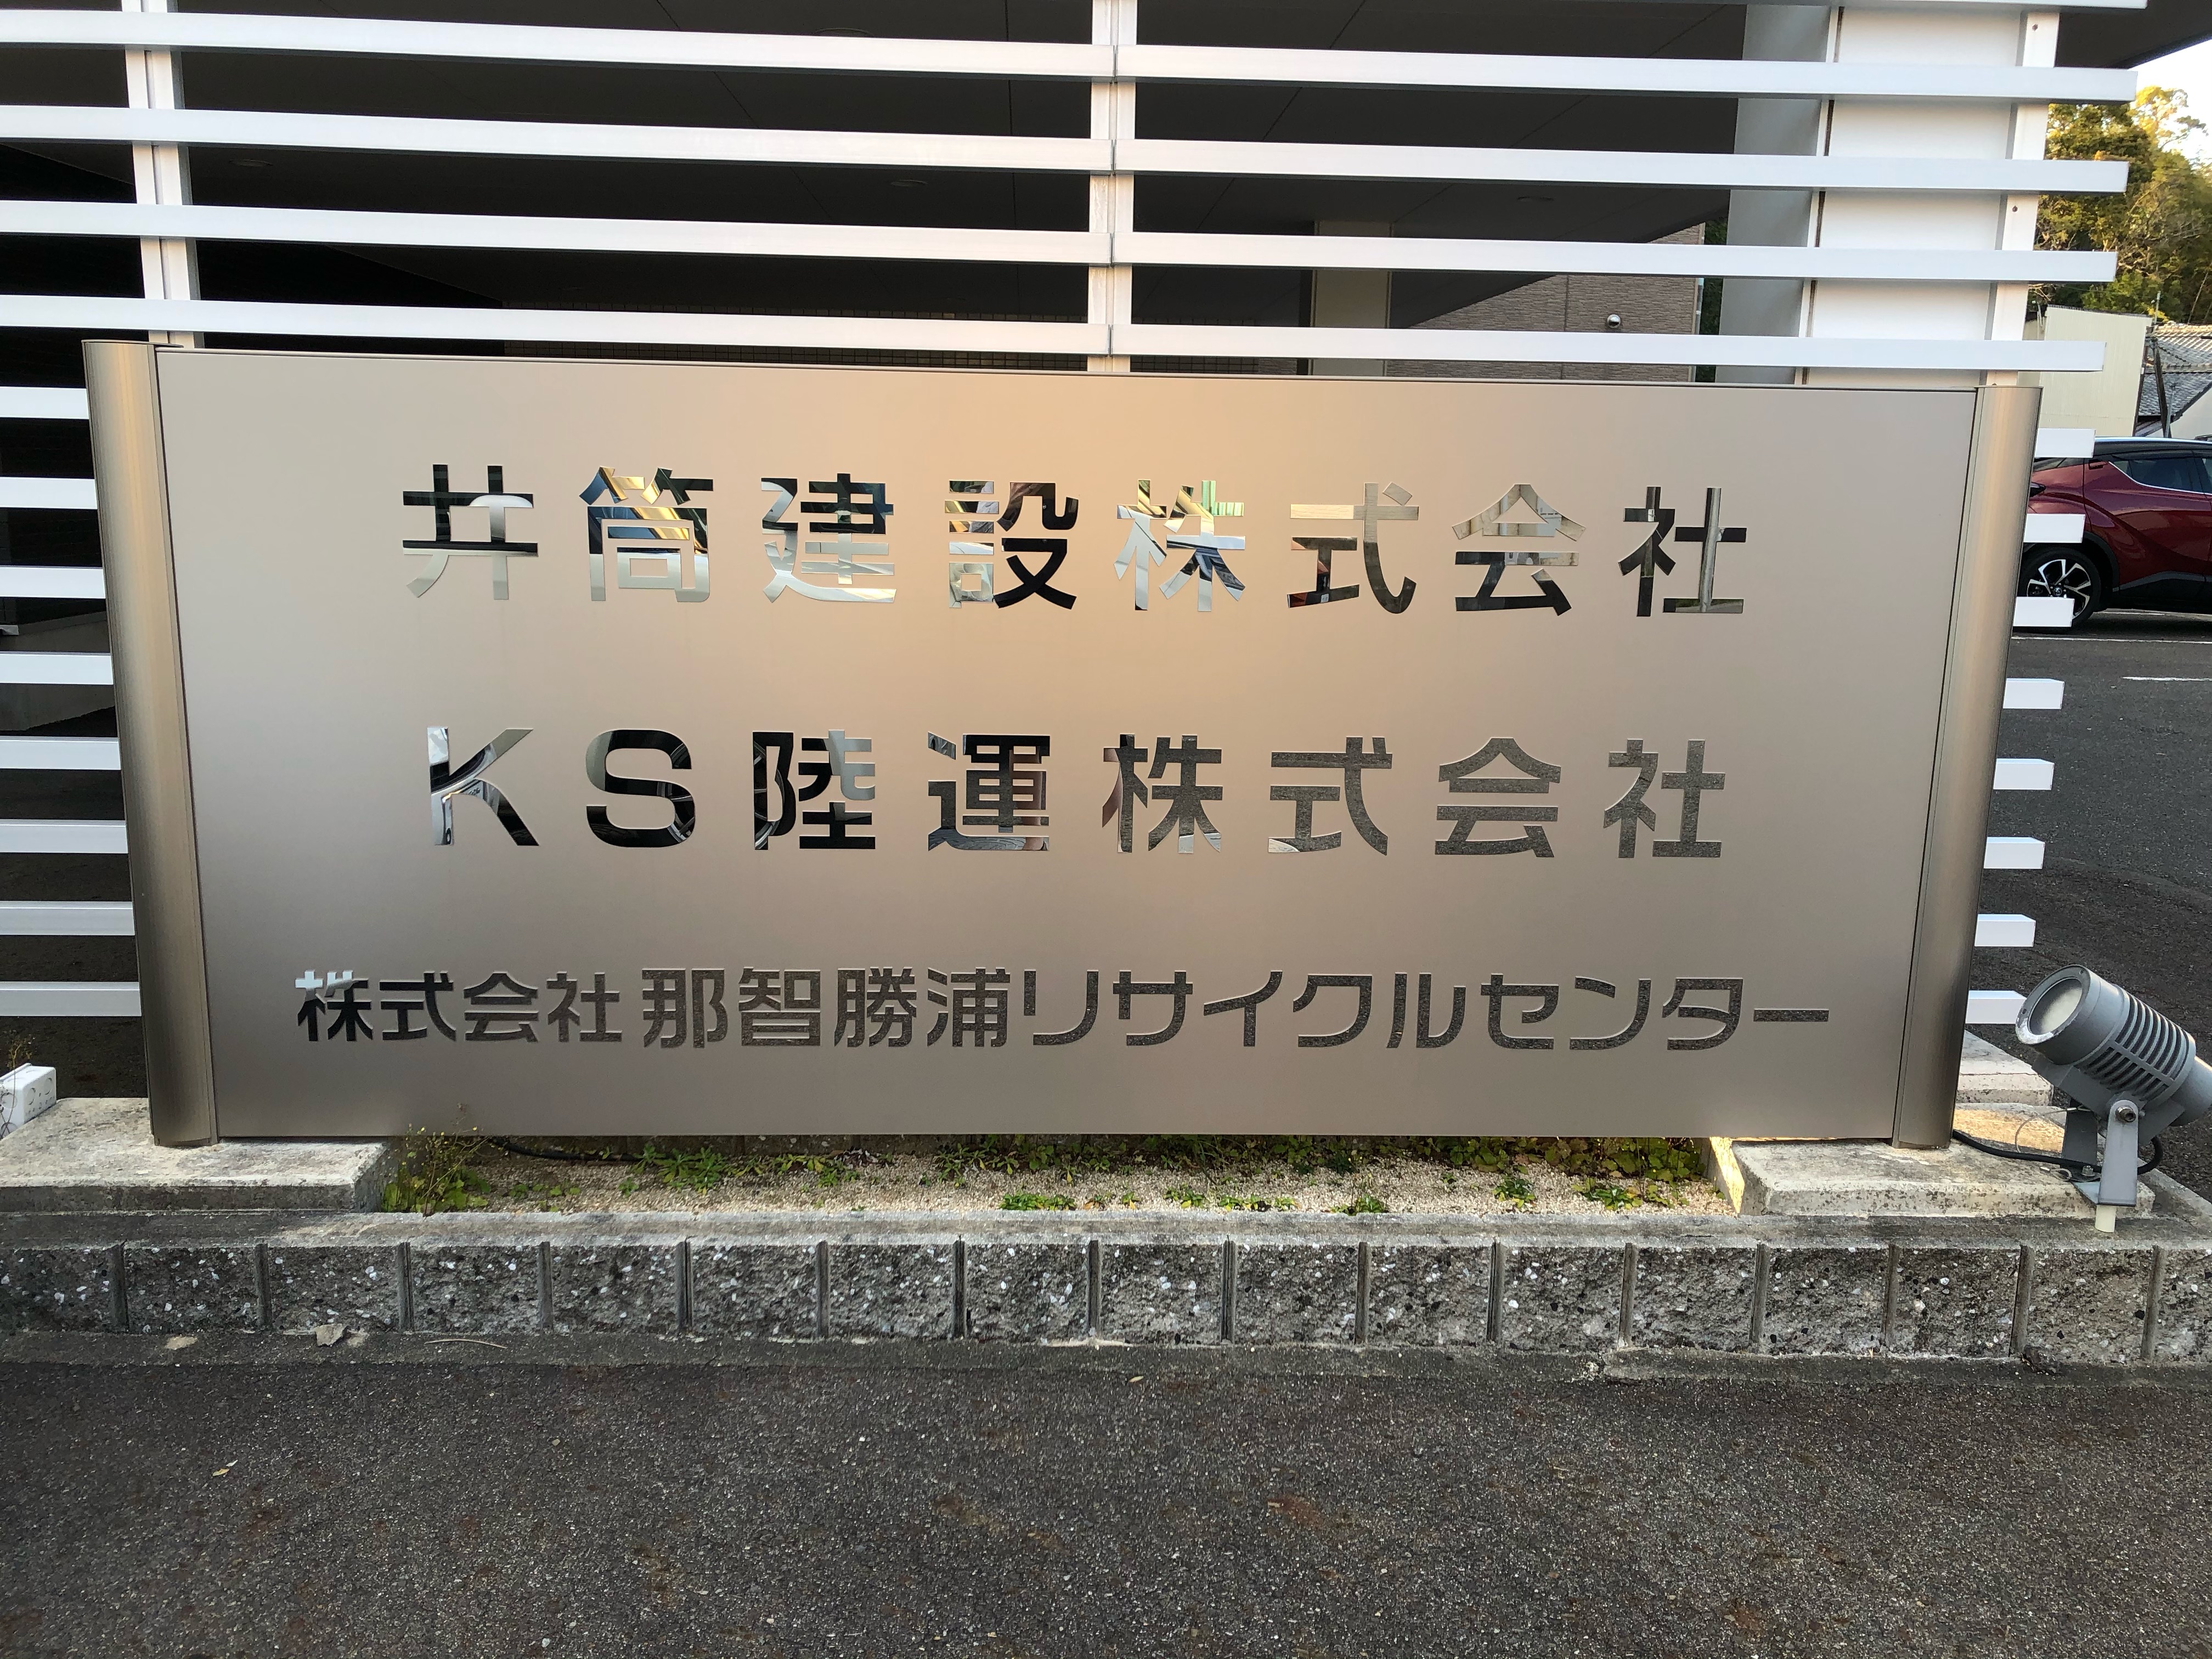 井筒建設株式会社
KS陸運株式会社
株式会社 那智勝浦リサイクルセンター